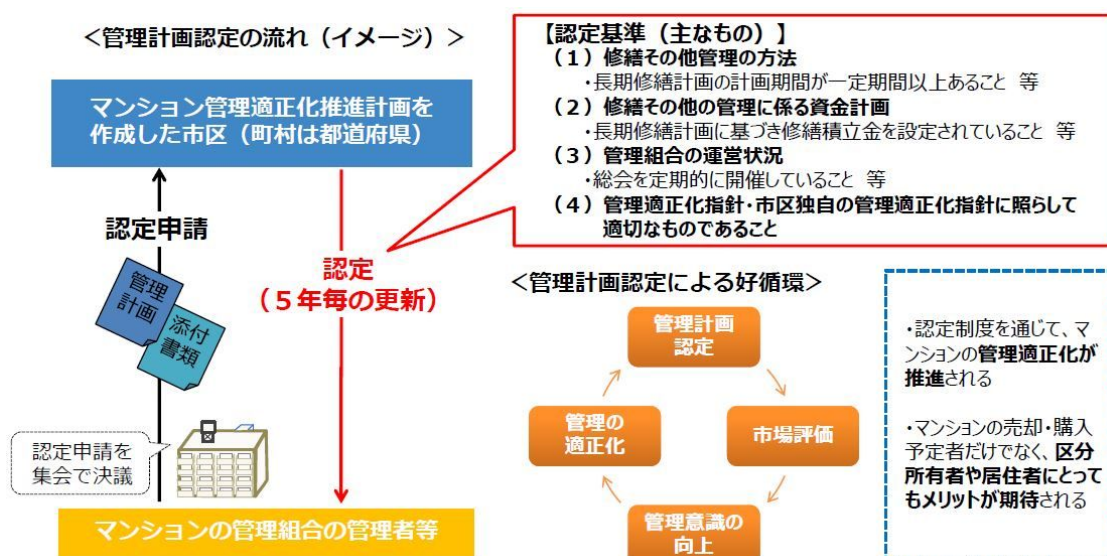 <管理計画認定の流れ(イメージ)>
マンション管理適正化推進計画を
作成した市区(町村は都道府県)
認定申請
管理
計画
添付
書類
認定
(5年毎の更新)
認定申請を
集会で決議
マンションの管理組合の管理者等
【認定基準(主なもの)】
(1)修繕その他管理の方法
・長期修繕計画の計画期間が一定期間以上あること 等
(2)修繕その他の管理に係る資金計画
・長期修繕計画に基づき修繕積立金を設定されていること 等
(3)管理組合の運営状況
・総会を定期的に開催していること 等
(4)管理適正化指針・市区独自の管理適正化指針に照らして
適切なものであること
<管理計画認定による好循環>
管理計画
認定
市場評価
管理意識の
向上
管理の
適正化
・認定制度を通じて、マ
ンションの管理適正化が
推進される
・マンションの売却・購入
予定者だけでなく、区分
所有者や居住者にとって
もメリットが期待される